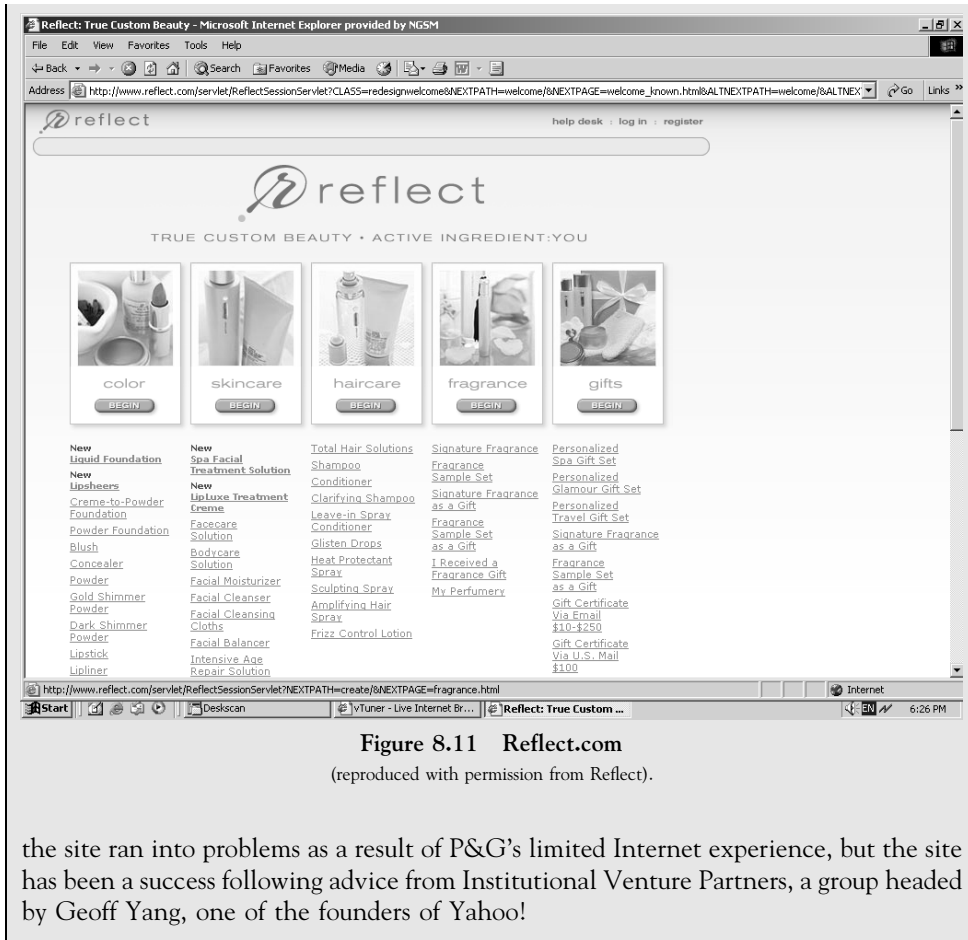 Reflect: True Custom Beauty - Microsoft Internet Explorer provided by NGSM
File Edit View Favorites Tools Help
Back Search Favorites Media
Address http://www.reflect.com/servlet/ReflectSessionServlet?CLASS=redesignwelcome&NEXTPATH=welcome/&NEXTPAGE=welcome_known.html&ALTNEXTPATH=welcome/&ALTNEX Go Links »
reflect
help desk : log in : register
reflect
TRUE CUSTOM BEAUTY • ACTIVE INGREDIENT:YOU
color skincare haircare fragrance gifts
BEGIN BEGIN BEGIN BEGIN BEGIN
New
Liquid Foundation
New
Lipsheers
Creme-to-Powder
Foundation
Powder Foundation
Blush
Concealer
Powder
Gold Shimmer
Powder
Dark Shimmer
Powder
Lipstick
Lipliner
New
Spa Facial
Treatment Solution
New
LipLuxe Treatment
Creme
Facecare
Solution
Bodycare
Solution
Facial Moisturizer
Facial Cleanser
Facial Cleansing
Cloths
Facial Balancer
Intensive Age
Repair Solution
Total Hair Solutions
Shampoo
Conditioner
Clarifying Shampoo
Leave-in Spray
Conditioner
Glisten Drops
Heat Protectant
Spray
Sculpting Spray
Amplifying Hair
Spray
Frizz Control Lotion
Signature Fragrance
Fragrance
Sample Set
Signature Fragrance
as a Gift
Fragrance
Sample Set
as a Gift
I Received a
Fragrance Gift
My Perfumery
Personalized
Spa Gift Set
Personalized
Glamour Gift Set
Personalized
Travel Gift Set
Signature Fragrance
as a Gift
Fragrance
Sample Set
as a Gift
Gift Certificate
Via Email
$10-$250
Gift Certificate
Via U.S. Mail
$100
http://www.reflect.com/servlet/ReflectSessionServlet?NEXTPATH=create/&NEXTPAGE=fragrance.html Internet
Start Deskscan vTuner - Live Internet Br... Reflect: True Custom ... EN 6:26 PM
Figure 8.11 Reflect.com
(reproduced with permission from Reflect).
the site ran into problems as a result of P&G's limited Internet experience, but the site
has been a success following advice from Institutional Venture Partners, a group headed
by Geoff Yang, one of the founders of Yahoo!